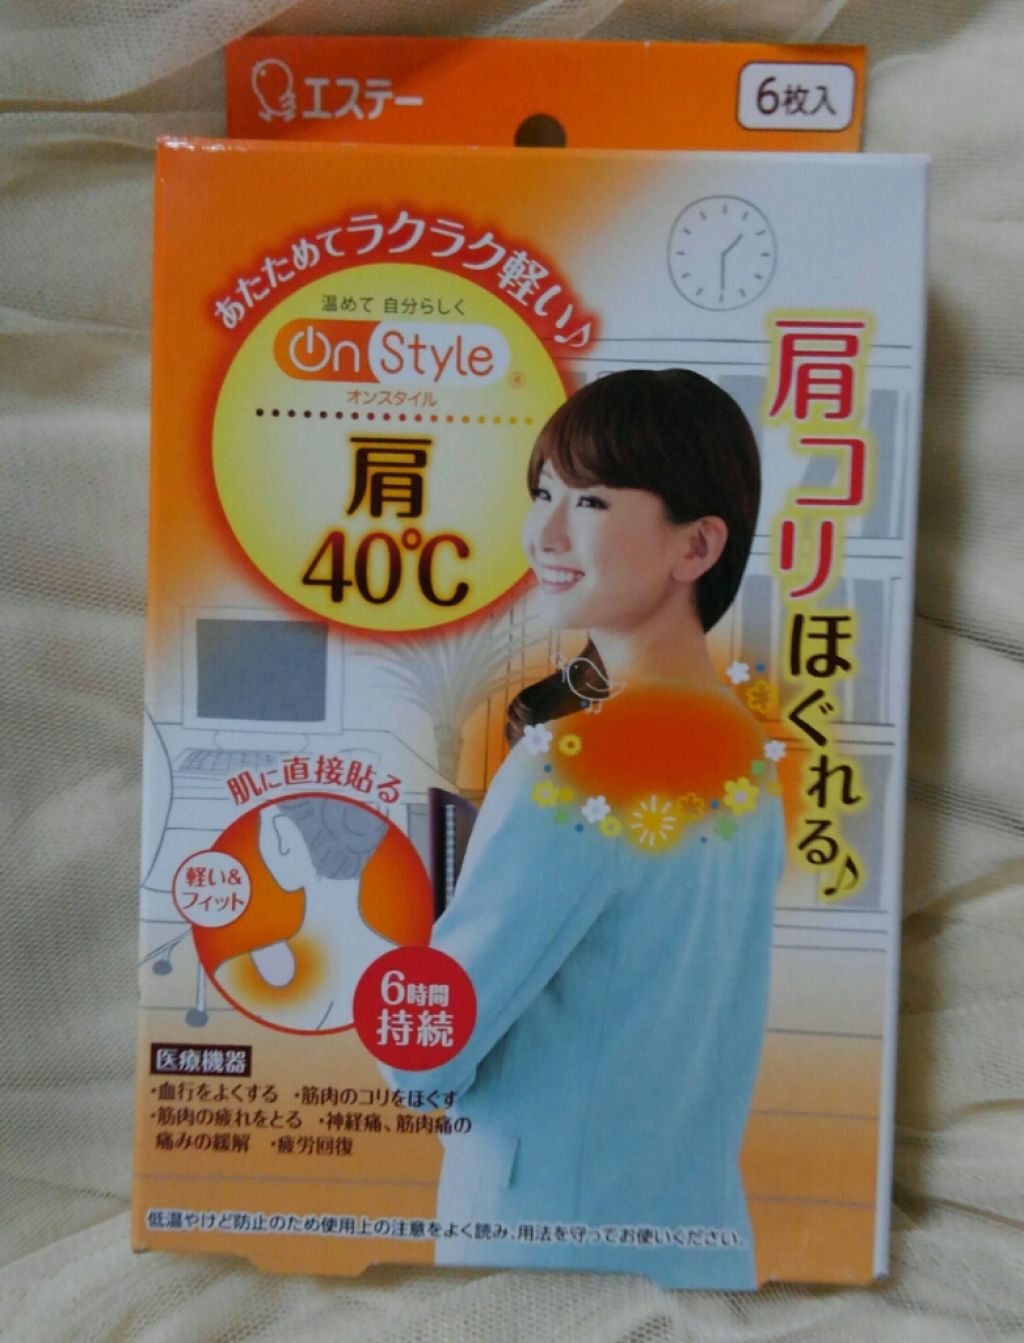 エステー
6枚入
あたためてラクラク軽い♪
温めて 自分らしく
On Style®
オンスタイル
肩
40℃
肩コリほぐれる♪
肌に直接貼る
軽い&
フィット
6時間
持続
医療機器
・血行をよくする ・筋肉のコリをほぐす
・筋肉の疲れをとる ・神経痛、筋肉痛の
痛みの緩解 ・疲労回復
低温やけど防止のため使用上の注意をよく読み、用法を守ってお使いください。